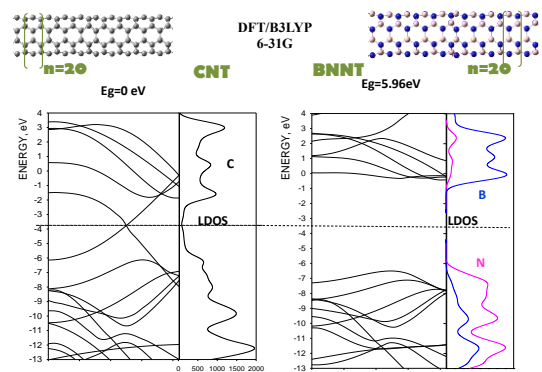 DFT/B3LYP
6-31G
n=20
CNT
BNNT
n=20
Eg=0 eV
Eg=5.96eV
ENERGY, eV
4
3
2
1
0
-1
-2
-3
-4
-5
-6
-7
-8
-9
-10
-11
-12
-13
C
LDOS
0 500 1000 1500 2000
ENERGY, eV
4
3
2
1
0
-1
-2
-3
-4
-5
-6
-7
-8
-9
-10
-11
-12
-13
B
LDOS
N